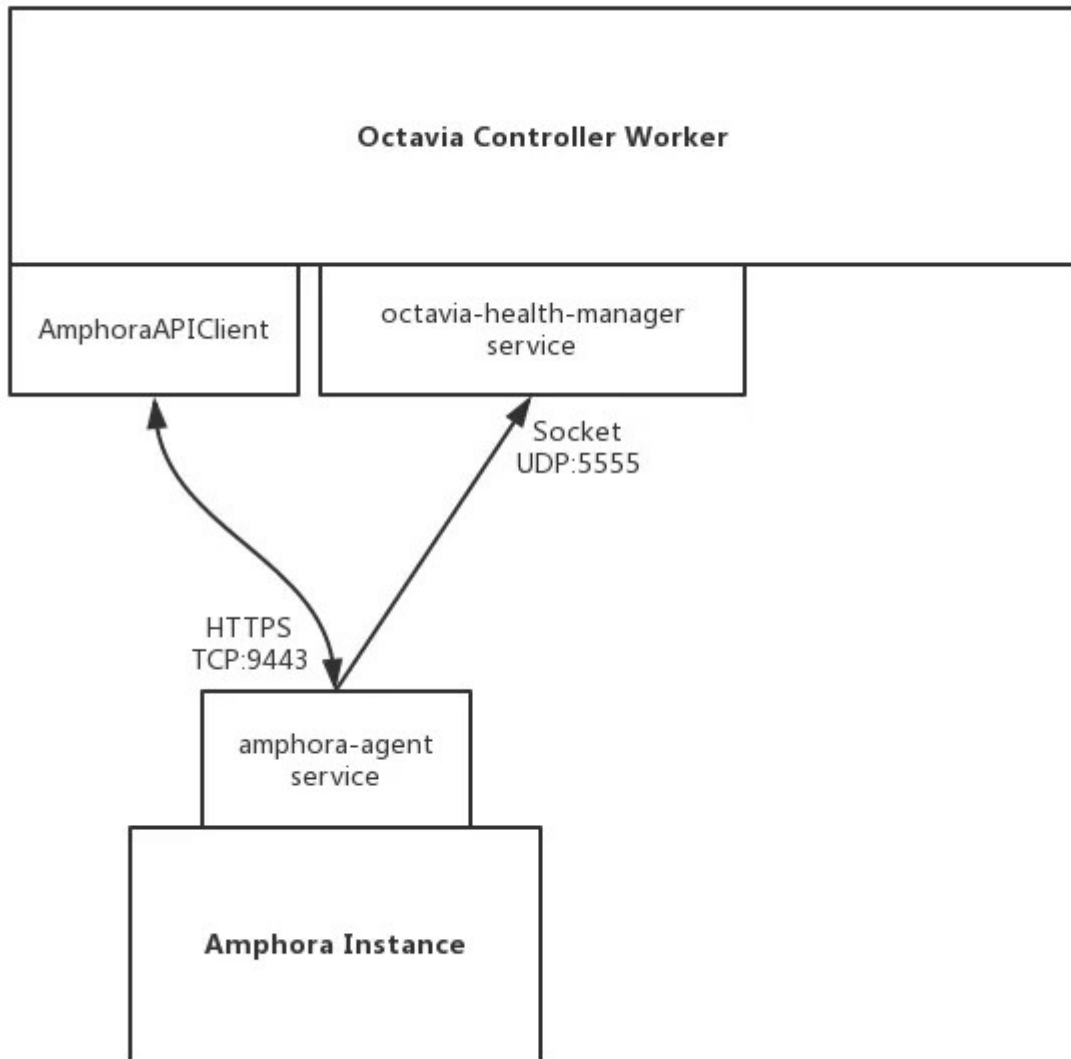 Octavia Controller Worker
AmphoraAPIClient
octavia-health-manager
service
Socket
UDP:5555
HTTPS
TCP:9443
amphora-agent
service
Amphora Instance